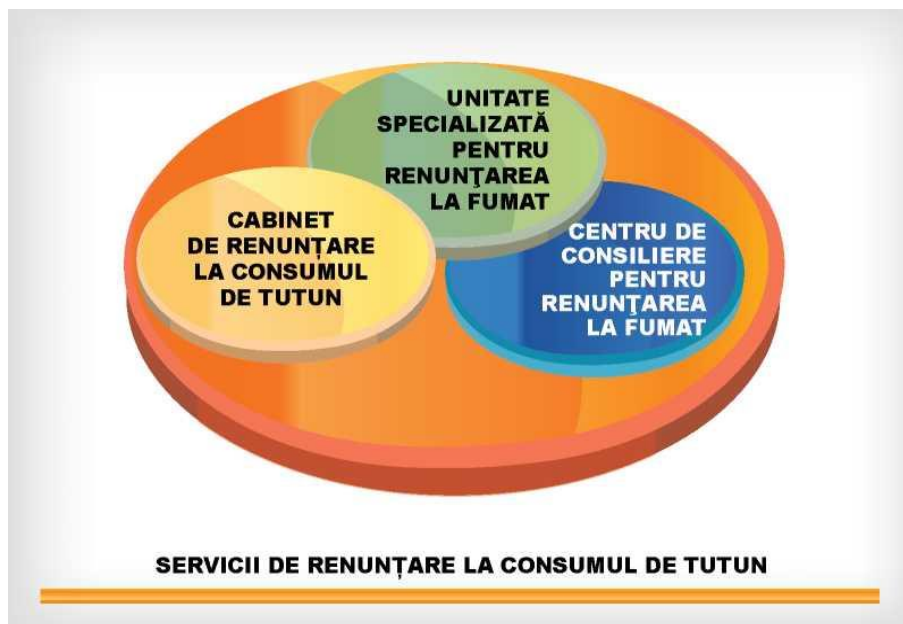 UNITATE
SPECIALIZATĂ
PENTRU
RENUNŢAREA
LA FUMAT
CABINET
DE RENUNȚARE
LA CONSUMUL
DE TUTUN
CENTRU DE
CONSILIERE
PENTRU
RENUNŢAREA
LA FUMAT
SERVICII DE RENUNȚARE LA CONSUMUL DE TUTUN